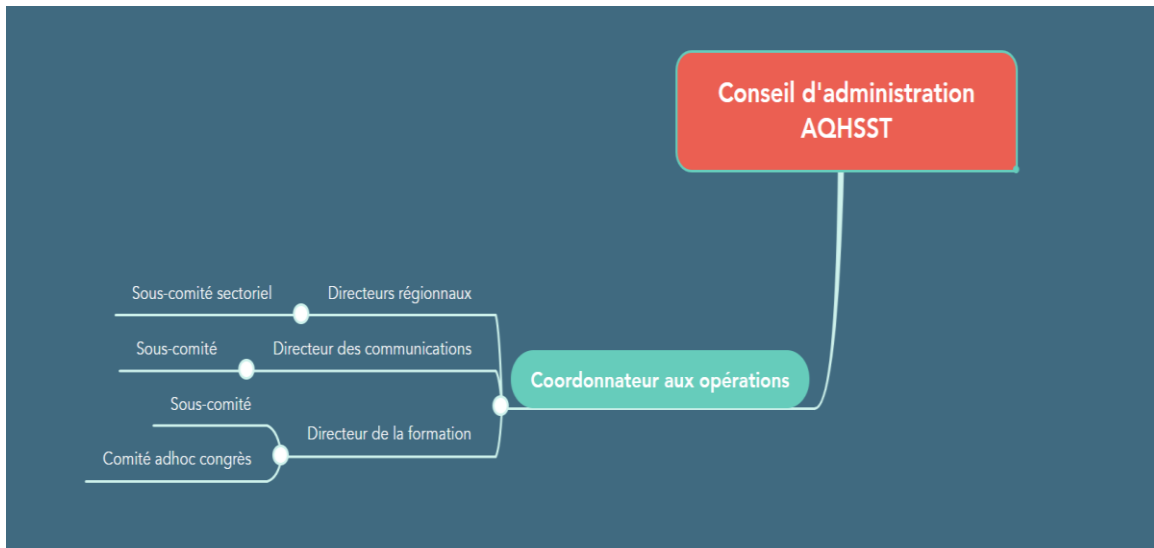 Conseil d'administration
AQHSST
Sous-comité sectoriel
Directeurs régionnaux
Sous-comité
Directeur des communications
Coordonnateur aux opérations
Sous-comité
Directeur de la formation
Comité adhoc congrès